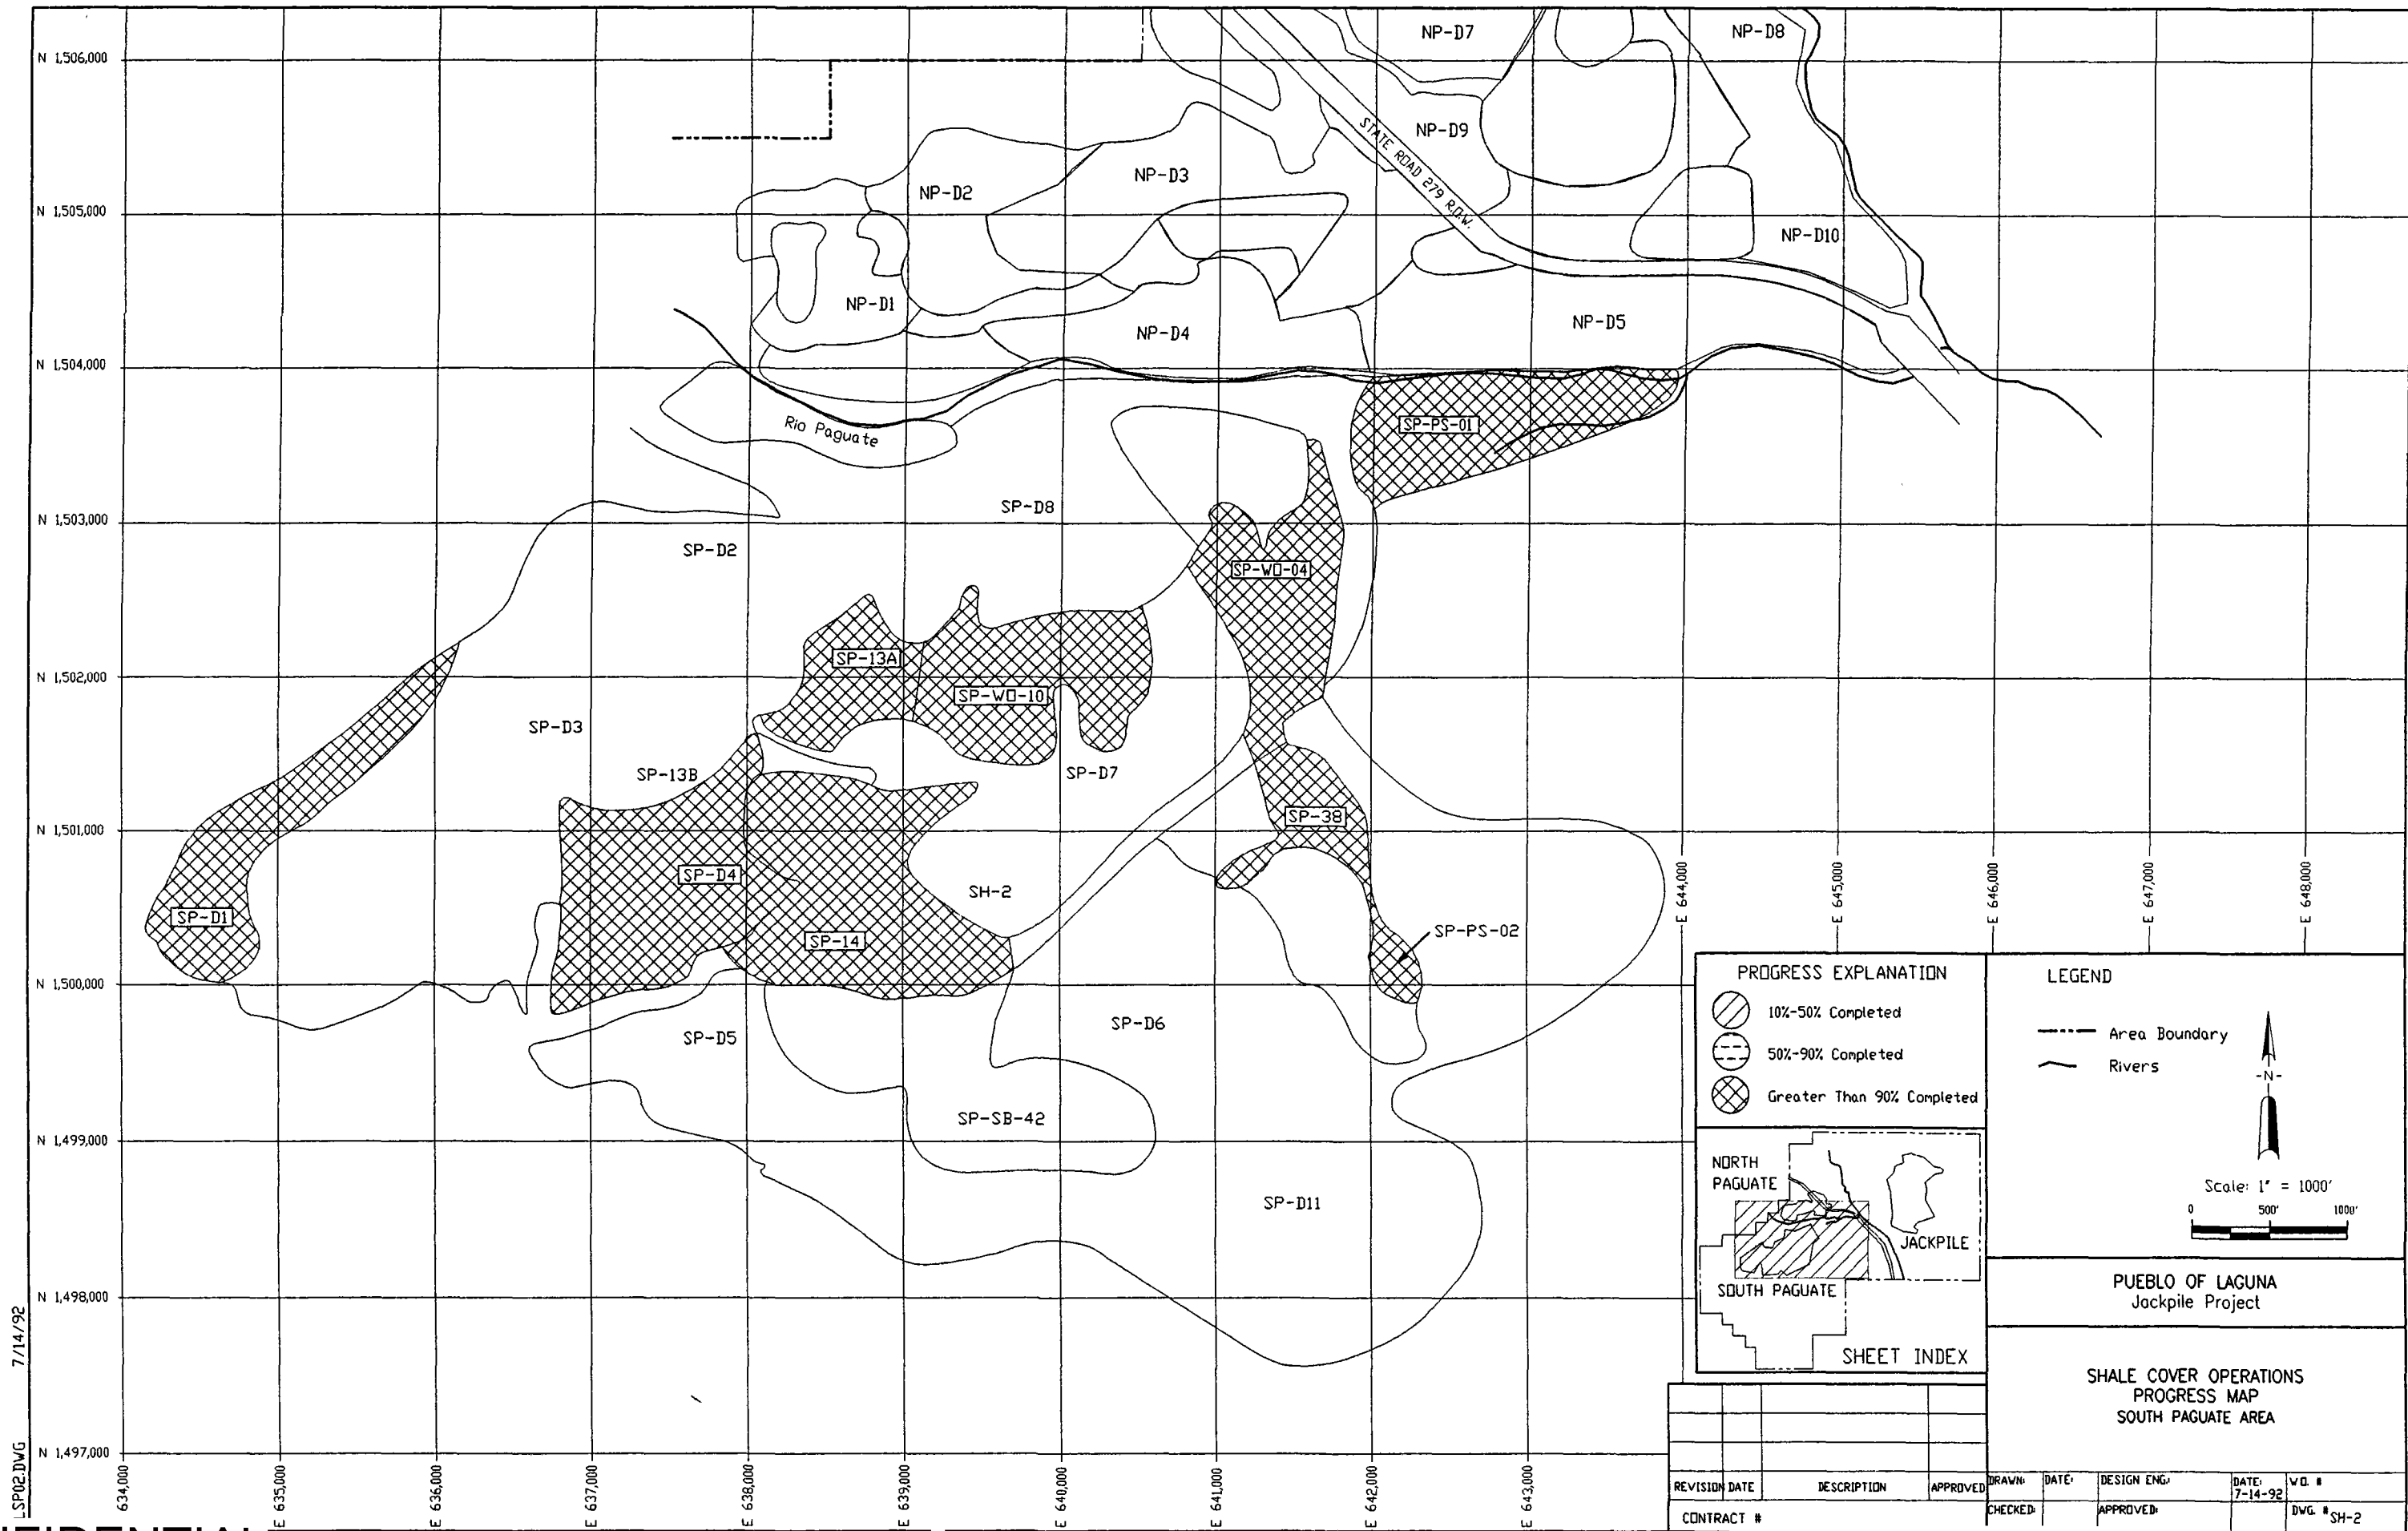 NP-D7
NP-D8
N 1,506,000
NP-D9
STATE ROAD 279 R.O.W.
NP-D3
NP-D2
N 1,505,000
NP-D10
NP-D1
NP-D5
NP-D4
N 1,504,000
SP-PS-01
Rio Paguate
SP-D8
N 1,503,000
SP-D2
SP-WO-04
SP-13A
N 1,502,000
SP-WO-10
SP-D3
SP-13B
SP-D7
SP-38
N 1,501,000
SP-D4
SH-2
SP-D1
SP-PS-02
SP-14
N 1,500,000
SP-D6
SP-D5
SP-SB-42
N 1,499,000
SP-D11
N 1,498,000
N 1,497,000
E 634,000
E 635,000
E 636,000
E 637,000
E 638,000
E 639,000
E 640,000
E 641,000
E 642,000
E 643,000
E 644,000
E 645,000
E 646,000
E 647,000
E 648,000
PROGRESS EXPLANATION
10%-50% Completed
50%-90% Completed
Greater Than 90% Completed
LEGEND
Area Boundary
Rivers
-N-
Scale: 1" = 1000'
0 500' 1000'
NORTH
PAGUATE
JACKPILE
SOUTH PAGUATE
SHEET INDEX
PUEBLO OF LAGUNA
Jackpile Project
SHALE COVER OPERATIONS
PROGRESS MAP
SOUTH PAGUATE AREA
REVISION DATE DESCRIPTION APPROVED
CONTRACT #
DRAWN: DATE: DESIGN ENG.: DATE: W.O. #
7-14-92
CHECKED: APPROVED: DWG. # SH-2
LSP02.DWG 7/14/92